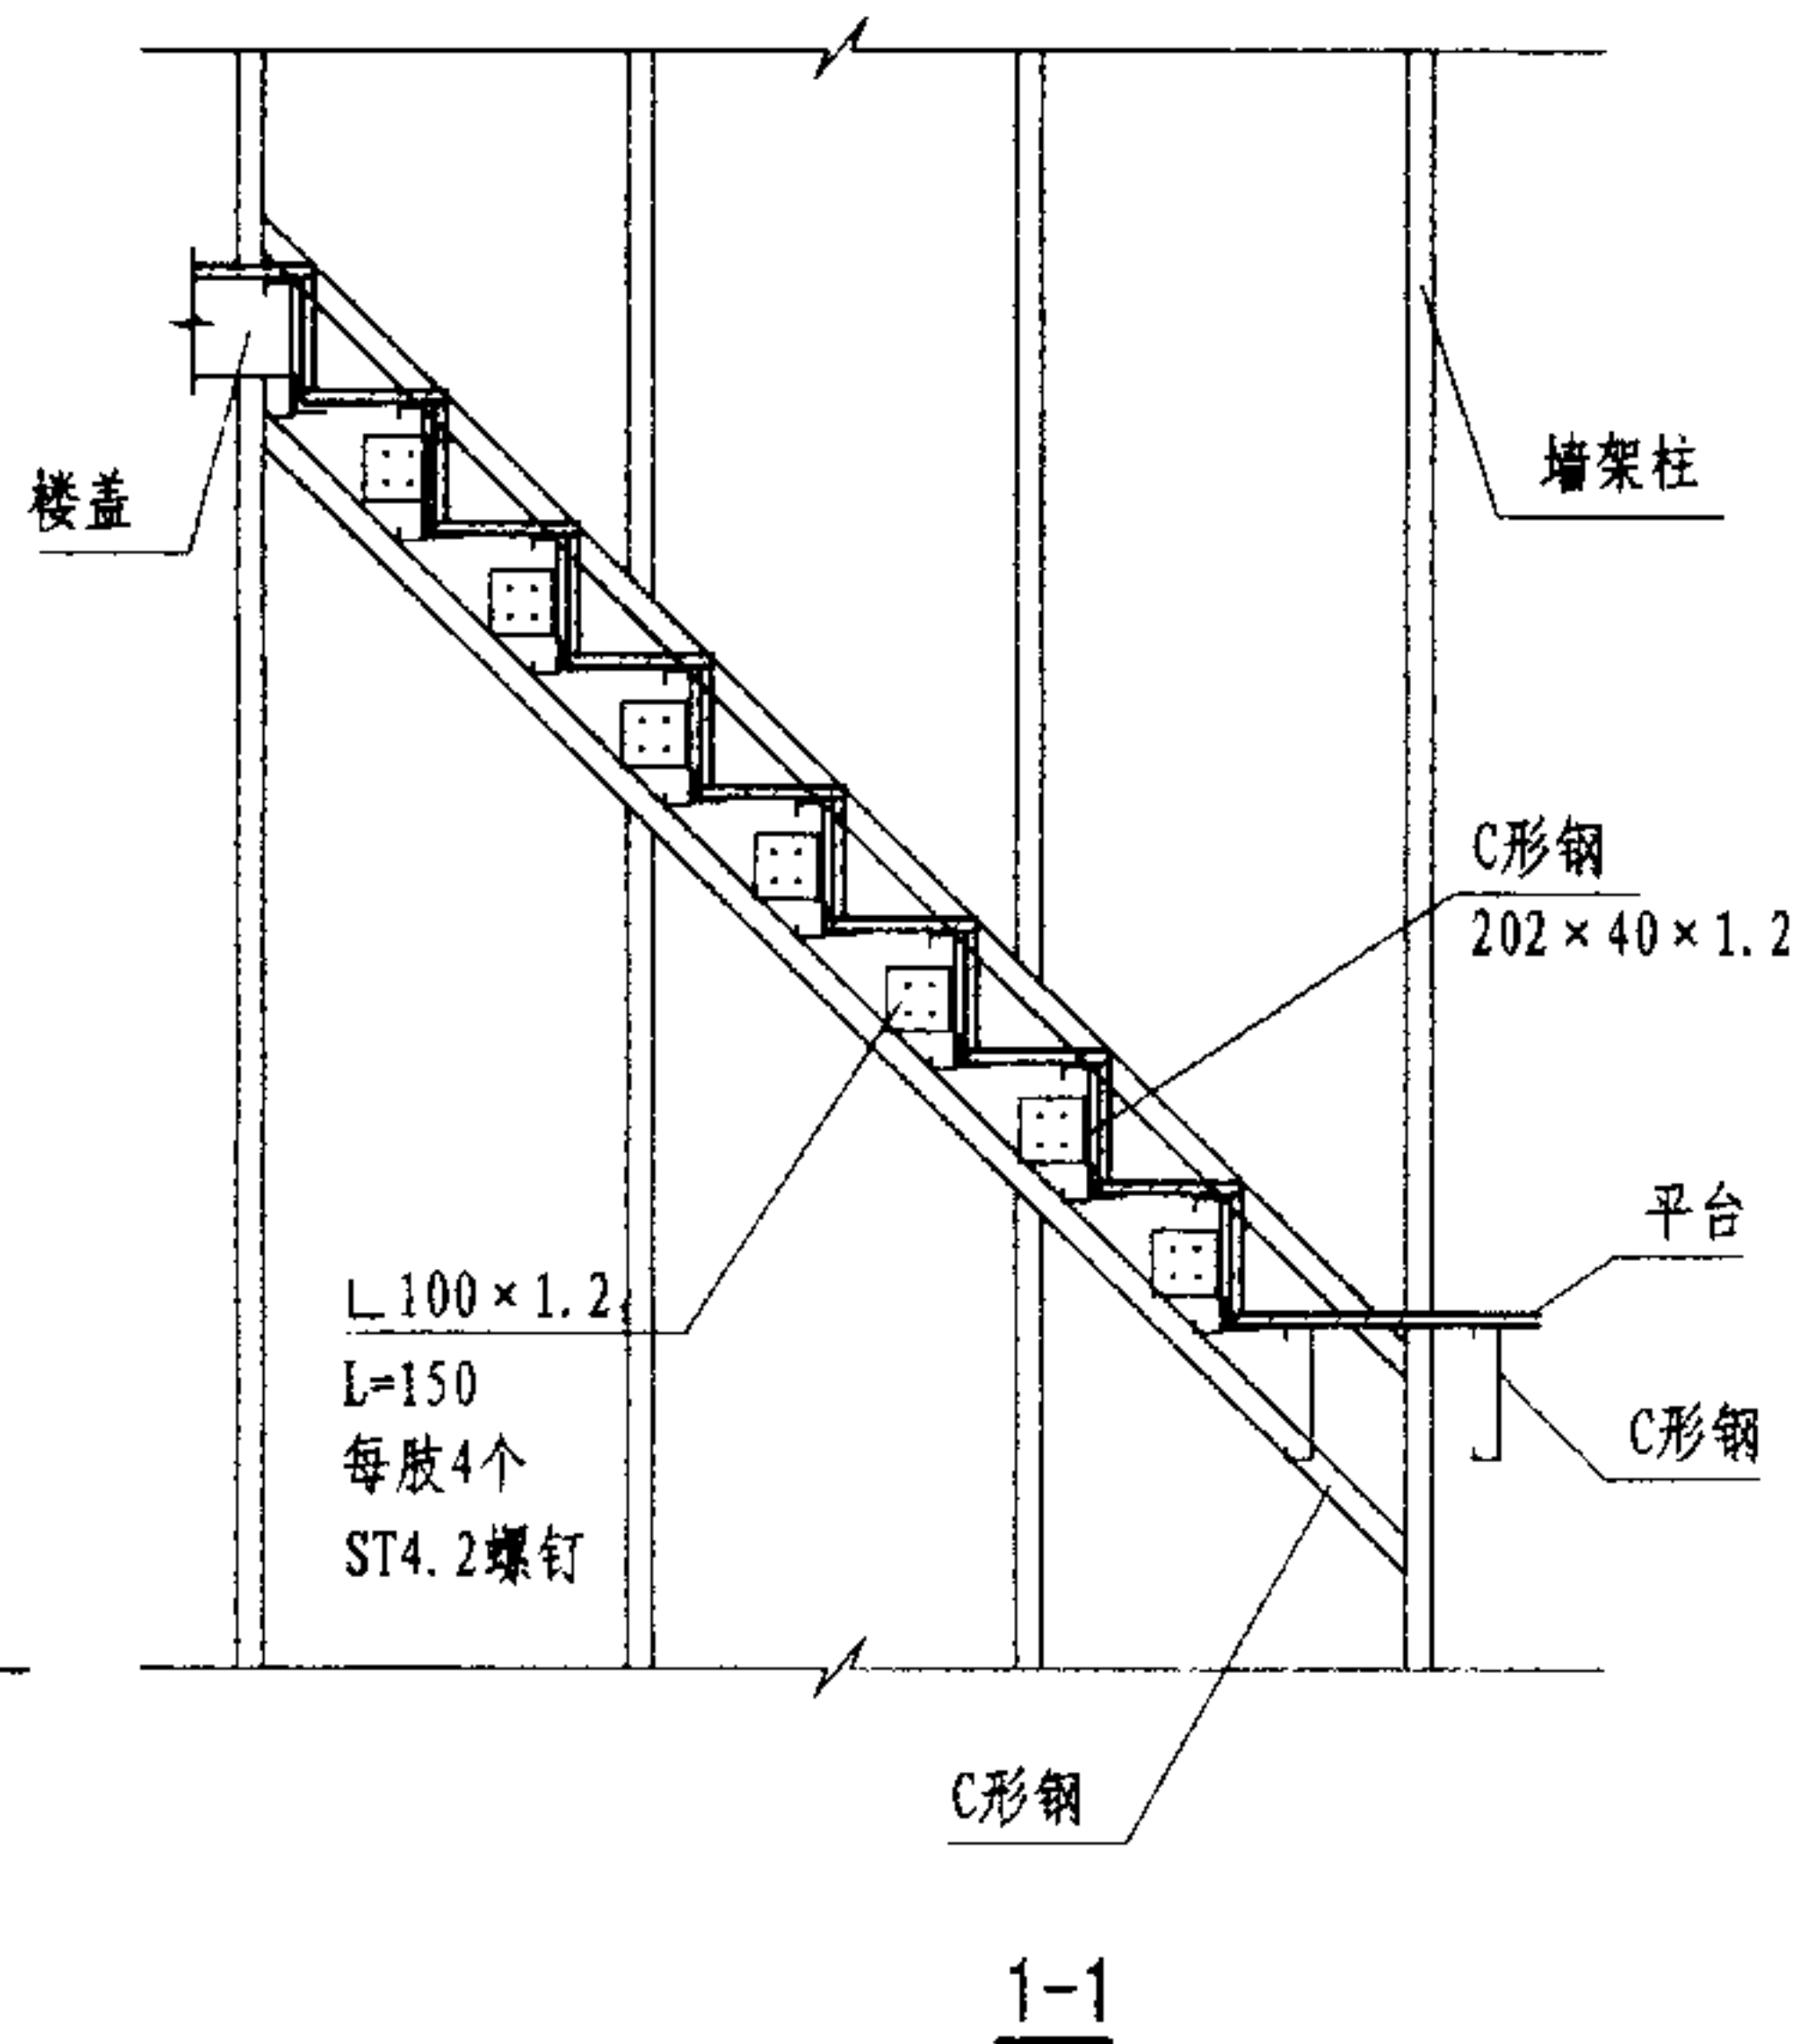 楼盖
墙架柱
C形钢
202×40×1.2
平台
C形钢
∟100×1.2,
L=150
每肢4个
ST4.2螺钉
C形钢
1-1